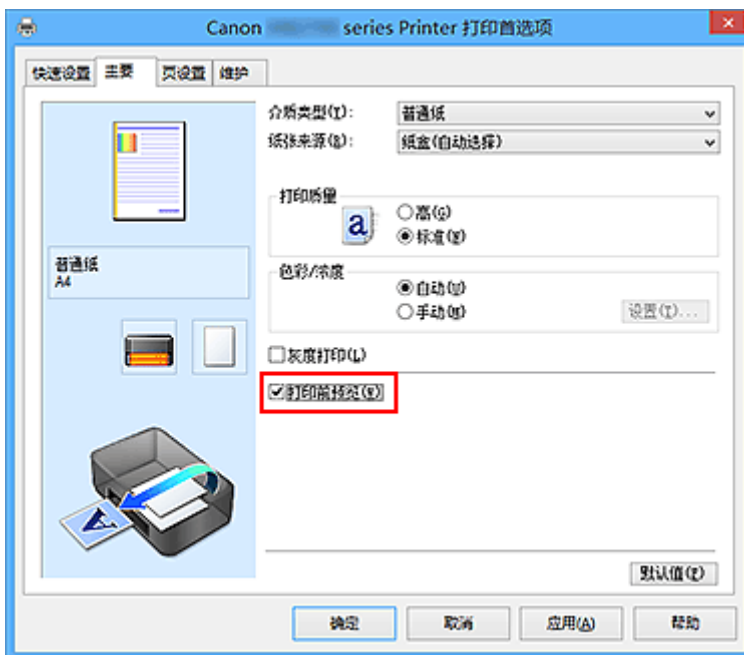 Canon series Printer 打印首选项
快速设置 主要 页设置 维护
介质类型(Y): 普通纸
纸张来源(S): 纸盒(自动选择)
打印质量
a
高(G)
标准(N)
普通纸
A4
色彩/浓度
自动(U)
手动(M)
设置(T)...
灰度打印(L)
打印前预览(R)
A
默认值(F)
确定 取消 应用(A) 帮助